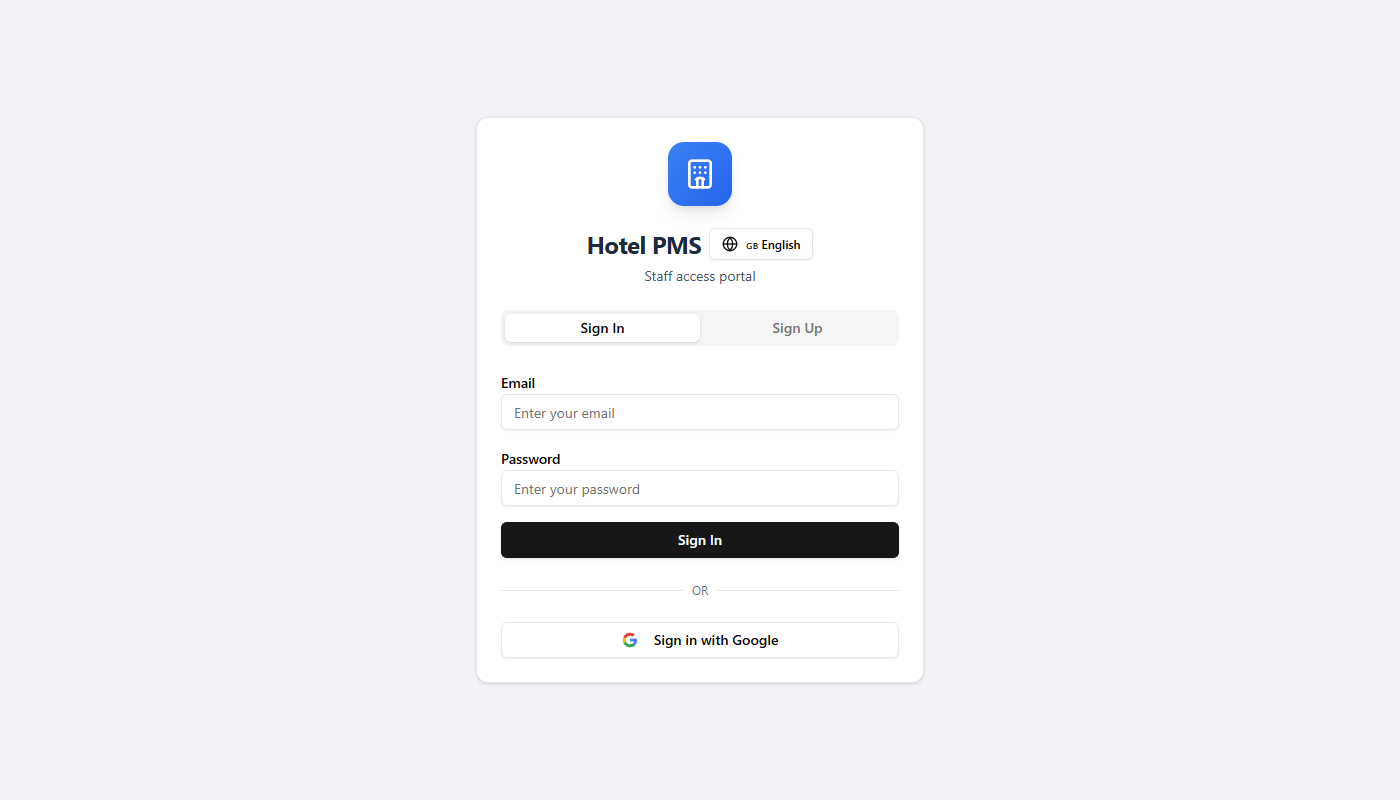 Hotel PMS
GB English
Staff access portal
Sign In
Sign Up
Email
Enter your email
Password
Enter your password
Sign In
OR
Sign in with Google